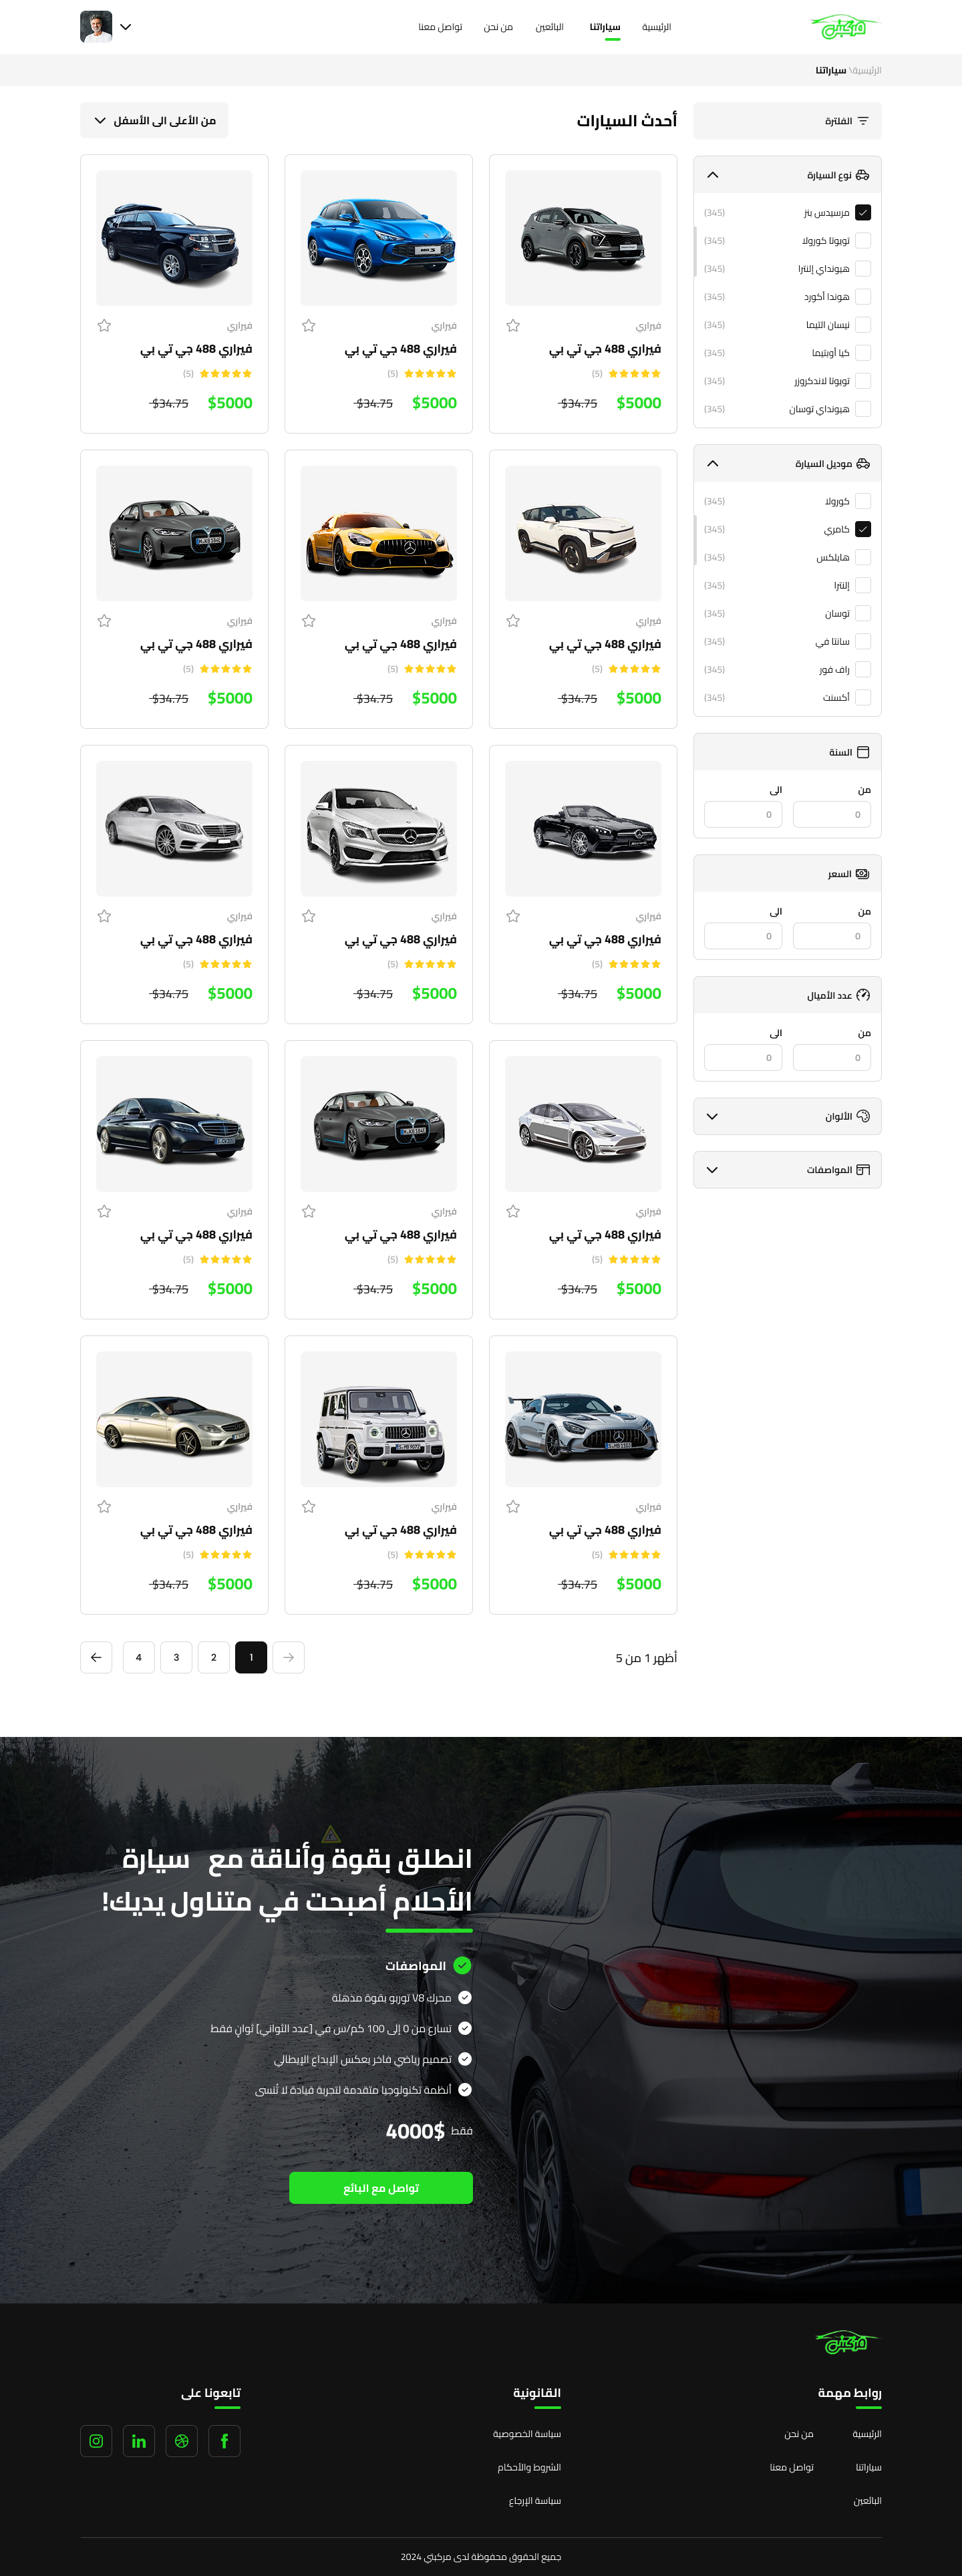 مركبتي
الرئيسية
سياراتنا
البائعين
من نحن
تواصل معنا
الرئيسية\ سياراتنا
الفلترة
نوع السيارة
مرسيدس بنز (345)
تويوتا كورولا (345)
هيونداي إلنترا (345)
هوندا أكورد (345)
نيسان التيما (345)
كيا أوبتيما (345)
تويوتا لاندكروزر (345)
هيونداي توسان (345)
موديل السيارة
كورولا (345)
كامري (345)
هايلكس (345)
إلنترا (345)
توسان (345)
سانتا في (345)
راف فور (345)
أكسنت (345)
السنة
من الى
0 0
السعر
من الى
0 0
عدد الأميال
من الى
0 0
الألوان
المواصفات
أحدث السيارات
من الأعلى الى الأسفل
فيراري
فيراري 488 جي تي بي
(5)
$5000 $34.75
فيراري
فيراري 488 جي تي بي
(5)
$5000 $34.75
فيراري
فيراري 488 جي تي بي
(5)
$5000 $34.75
فيراري
فيراري 488 جي تي بي
(5)
$5000 $34.75
فيراري
فيراري 488 جي تي بي
(5)
$5000 $34.75
فيراري
فيراري 488 جي تي بي
(5)
$5000 $34.75
فيراري
فيراري 488 جي تي بي
(5)
$5000 $34.75
فيراري
فيراري 488 جي تي بي
(5)
$5000 $34.75
فيراري
فيراري 488 جي تي بي
(5)
$5000 $34.75
فيراري
فيراري 488 جي تي بي
(5)
$5000 $34.75
فيراري
فيراري 488 جي تي بي
(5)
$5000 $34.75
فيراري
فيراري 488 جي تي بي
(5)
$5000 $34.75
فيراري
فيراري 488 جي تي بي
(5)
$5000 $34.75
فيراري
فيراري 488 جي تي بي
(5)
$5000 $34.75
فيراري
فيراري 488 جي تي بي
(5)
$5000 $34.75
أظهر 1 من 5
1 2 3 4
انطلق بقوة وأناقة مع سيارة
الأحلام أصبحت في متناول يديك!
المواصفات
محرك V8 توربو بقوة مذهلة
تسارع من 0 إلى 100 كم/س في [عدد الثواني] ثوانٍ فقط
تصميم رياضي فاخر يعكس الإبداع الإيطالي
أنظمة تكنولوجيا متقدمة لتجربة قيادة لا تُنسى
فقط 4000$
تواصل مع البائع
مركبتي
روابط مهمة
الرئيسية
من نحن
سياراتنا
تواصل معنا
البائعين
القانونية
سياسة الخصوصية
الشروط والأحكام
سياسة الإرجاع
تابعونا على
جميع الحقوق محفوظة لدى مركبتي 2024